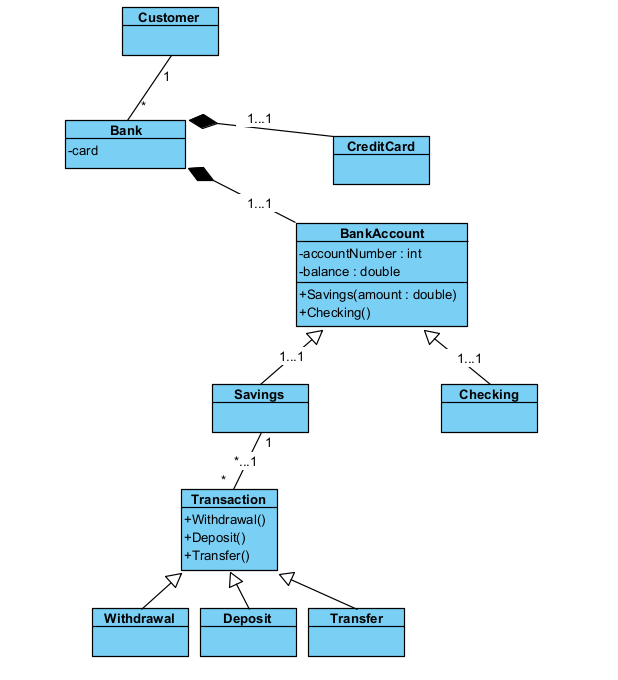 Customer
1
*
Bank
-card
1...1
CreditCard
1...1
BankAccount
-accountNumber : int
-balance : double
+Savings(amount : double)
+Checking()
1...1
1...1
Savings
Checking
1
*...1
*
Transaction
+Withdrawal()
+Deposit()
+Transfer()
Withdrawal
Deposit
Transfer